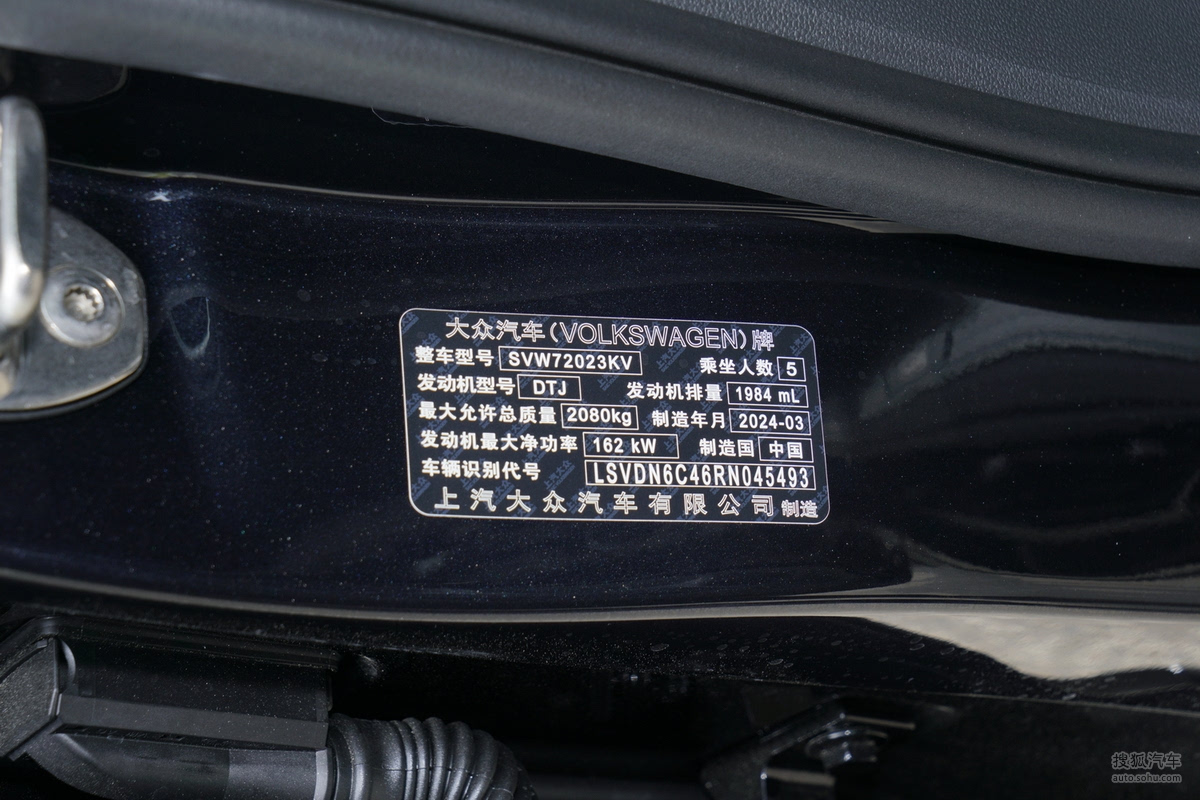 大众汽车(VOLKSWAGEN)牌
整车型号 SVW72023KV 乘坐人数 5
发动机型号 DTJ 发动机排量 1984 mL
最大允许总质量 2080kg 制造年月 2024-03
发动机最大净功率 162 kW 制造国 中国
车辆识别代号 LSVDN6C46RN045493
上汽大众汽车有限公司 制造
搜狐汽车
auto.sohu.com